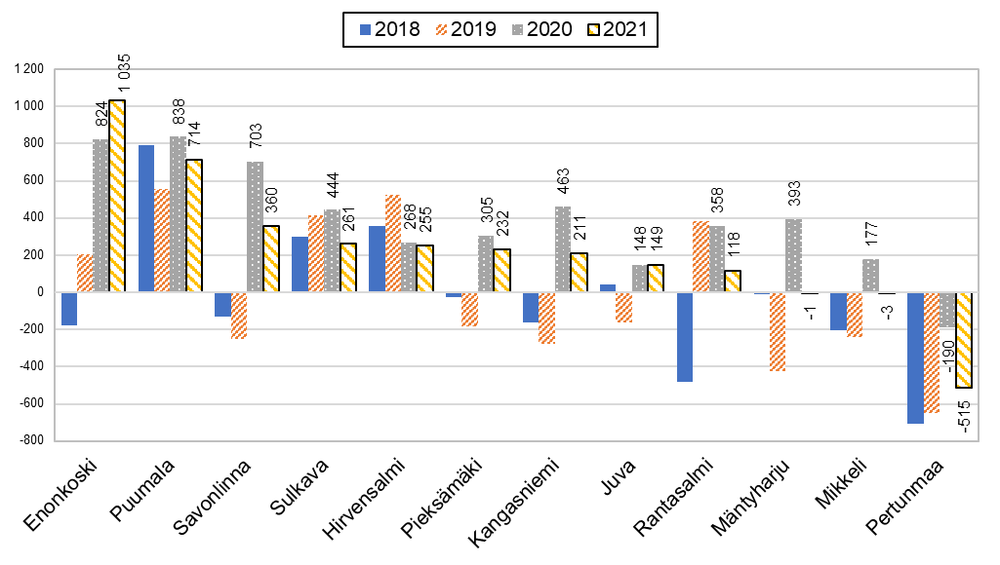 2018 2019 2020 2021
1 200
1 000
800
600
400
200
0
-200
-400
-600
-800
824
1 035
838
714
703
360
444
261
268
255
305
232
463
211
148
149
358
118
393
-1
177
-3
-190
-515
Enonkoski
Puumala
Savonlinna
Sulkava
Hirvensalmi
Pieksämäki
Kangasniemi
Juva
Rantasalmi
Mäntyharju
Mikkeli
Pertunmaa